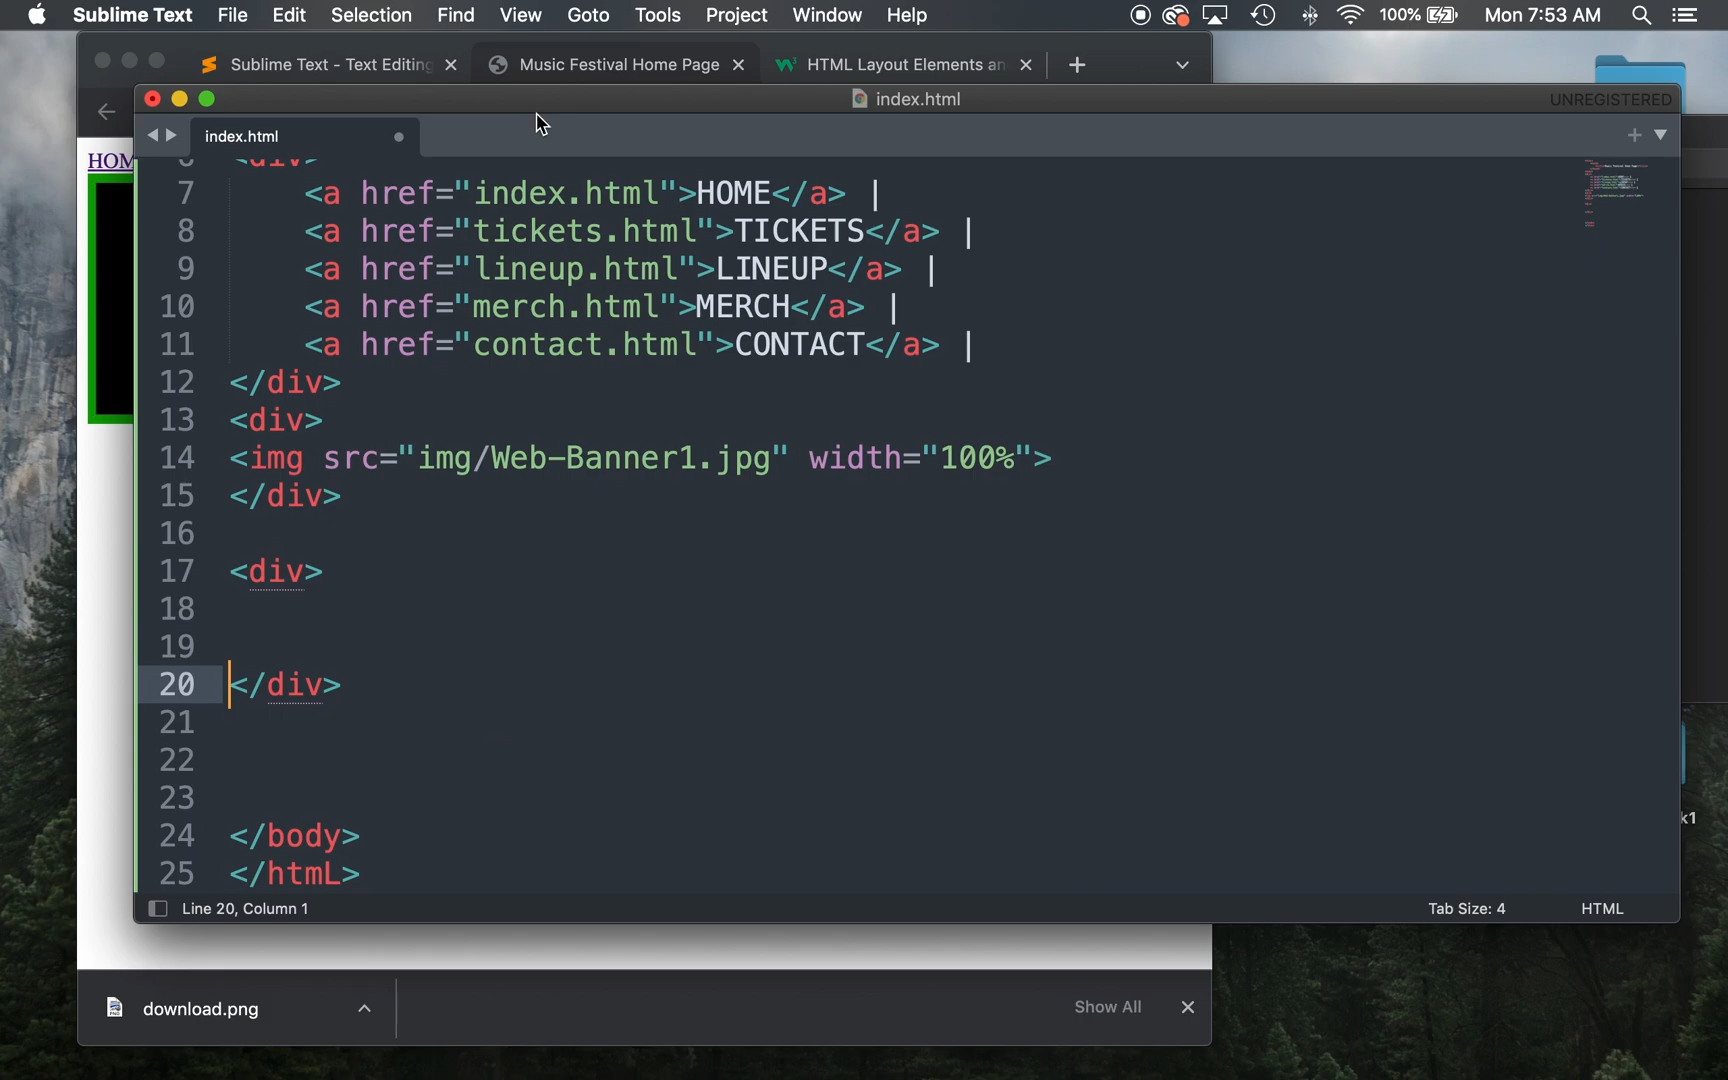 Sublime Text File Edit Selection Find View Goto Tools Project Window Help 100% Mon 7:53 AM
Sublime Text - Text Editing Music Festival Home Page HTML Layout Elements an
index.html UNREGISTERED
index.html
HOM
6 <div>
7 <a href="index.html">HOME</a> |
8 <a href="tickets.html">TICKETS</a> |
9 <a href="lineup.html">LINEUP</a> |
10 <a href="merch.html">MERCH</a> |
11 <a href="contact.html">CONTACT</a> |
12 </div>
13 <div>
14 <img src="img/Web-Banner1.jpg" width="100%">
15 </div>
16
17 <div>
18
19
20 </div>
21
22
23
24 </body>
25 </htmL>
k1
Line 20, Column 1 Tab Size: 4 HTML
download.png Show All